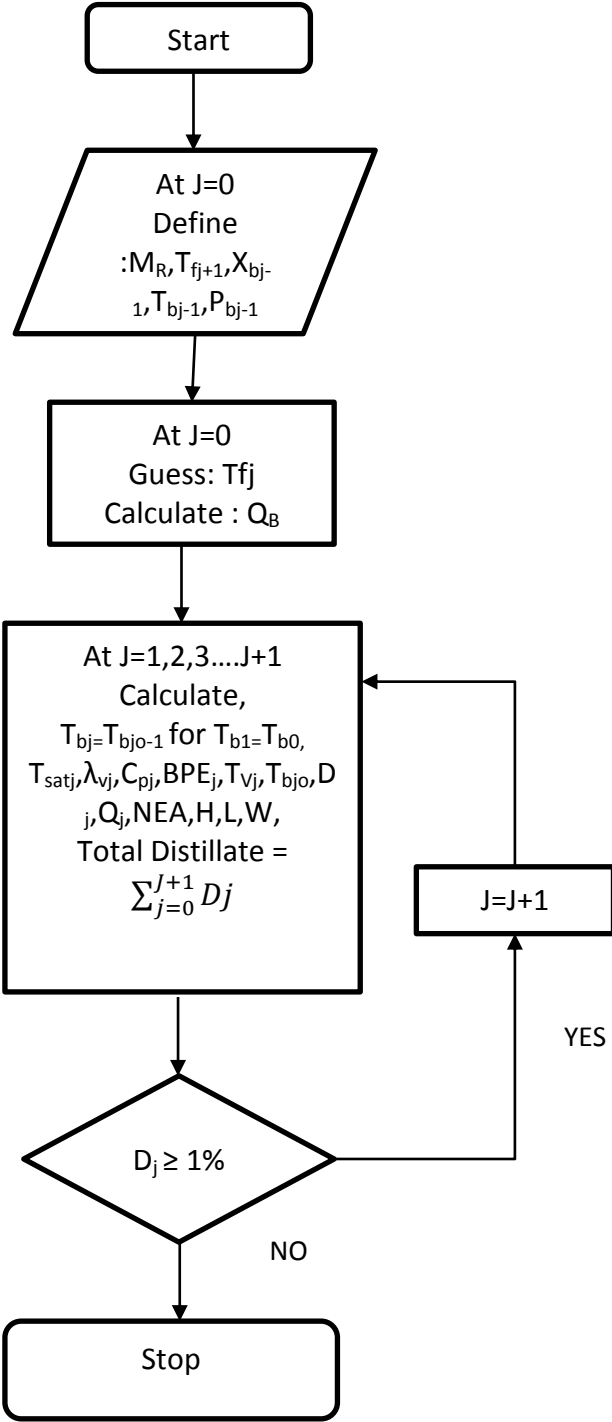 Start
At J=0
Define
:M_R,T_fj+1,X_bj-
1,T_bj-1,P_bj-1
At J=0
Guess: Tfj
Calculate : Q_B
At J=1,2,3....J+1
Calculate,
T_bj=T_bjo-1 for T_b1=T_b0,
T_satj,λ_vj,C_pj,BPE_j,T_Vj,T_bjo,D
j,Q_j,NEA,H,L,W,
Total Distillate =
∑_{j=0}^{J+1} Dj
J=J+1
YES
D_j ≥ 1%
NO
Stop